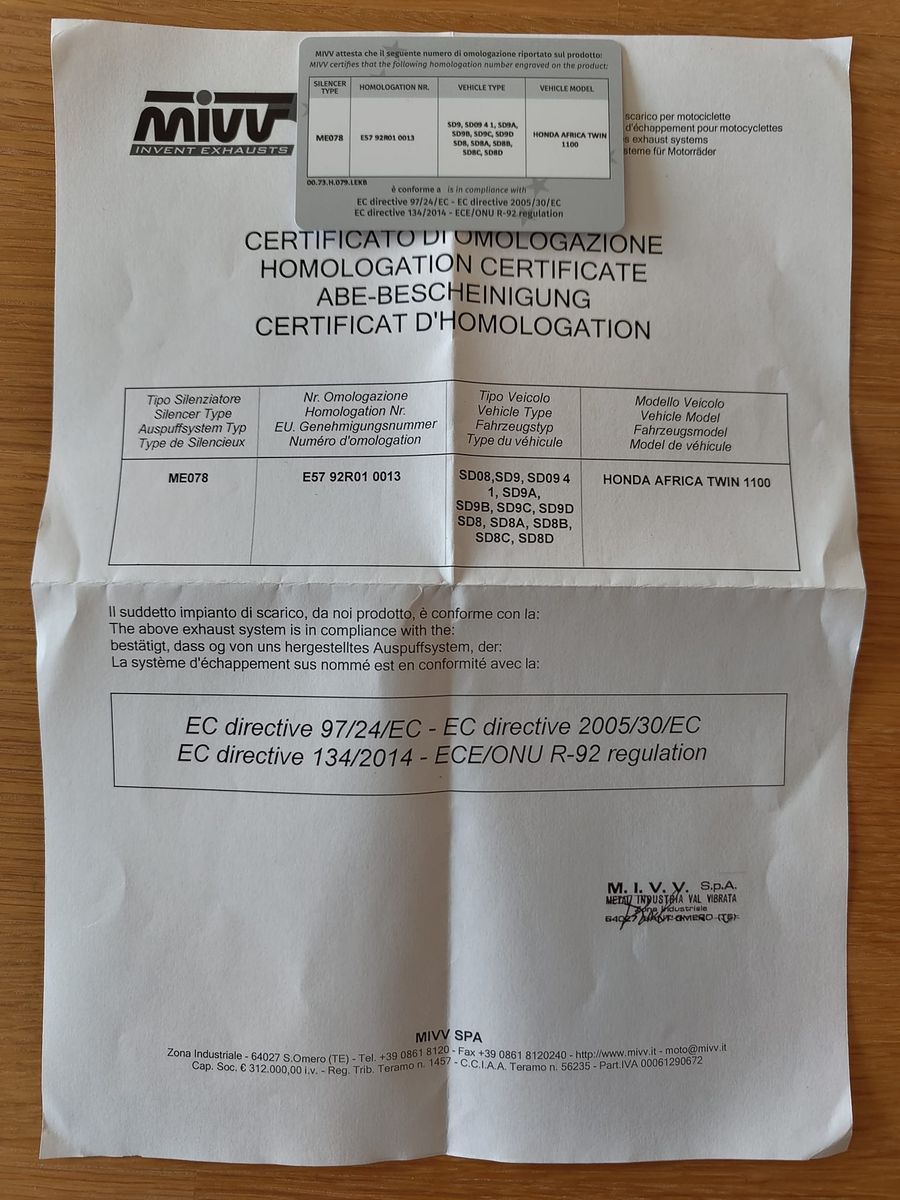 MIVV attesta che il seguente numero di omologazione riportato sul prodotto:
MIVV certifies that the following homologation number engraved on the product:
SILENCER TYPE
HOMOLOGATION NR.
VEHICLE TYPE
VEHICLE MODEL
ME078
E57 92R01 0013
SD9, SD09 4 1, SD9A,
SD9B, SD9C, SD9D
SD8, SD8A, SD8B,
SD8C, SD8D
HONDA AFRICA TWIN
1100
00.73.H.079.LEKB
è conforme a is in compliance with
EC directive 97/24/EC - EC directive 2005/30/EC
EC directive 134/2014 - ECE/ONU R-92 regulation
mivv
INVENT EXHAUSTS
scarico per motociclette
d'échappement pour motocyclettes
exhaust systems
für Motorräder
CERTIFICATO DI OMOLOGAZIONE
HOMOLOGATION CERTIFICATE
ABE-BESCHEINIGUNG
CERTIFICAT D'HOMOLOGATION
Tipo Silenziatore
Silencer Type
Auspuffsystem Typ
Type de Silencieux
Nr. Omologazione
Homologation Nr.
EU. Genehmigungsnummer
Numéro d'omologation
Tipo Veicolo
Vehicle Type
Fahrzeugstyp
Type du véhicule
Modello Veicolo
Vehicle Model
Fahrzeugsmodel
Model de vehicule
ME078
E57 92R01 0013
SD08,SD9, SD09 4
1, SD9A,
SD9B, SD9C, SD9D
SD8, SD8A, SD8B,
SD8C, SD8D
HONDA AFRICA TWIN 1100
Il suddetto impianto di scarico, da noi prodotto, è conforme con la:
The above exhaust system is in compliance with the:
bestätigt, dass og von uns hergestelltes Auspuffsystem, der:
La système d'échappement sus nommé est en conformité avec la:
EC directive 97/24/EC - EC directive 2005/30/EC
EC directive 134/2014 - ECE/ONU R-92 regulation
M. I. V. V. S.p.A.
METAL INDUSTRIA VAL VIBRATA
Zona Industriale
64027 SANT'OMERO (TE)
MIVV SPA
Zona Industriale - 64027 S.Omero (TE) - Tel. +39 0861 8120 - Fax +39 0861 8120240 - http://www.mivv.it - moto@mivv.it
Cap. Soc. € 312.000,00 i.v. - Reg. Trib. Teramo n. 1457 - C.C.I.A.A. Teramo n. 56235 - Part.IVA 00061290672